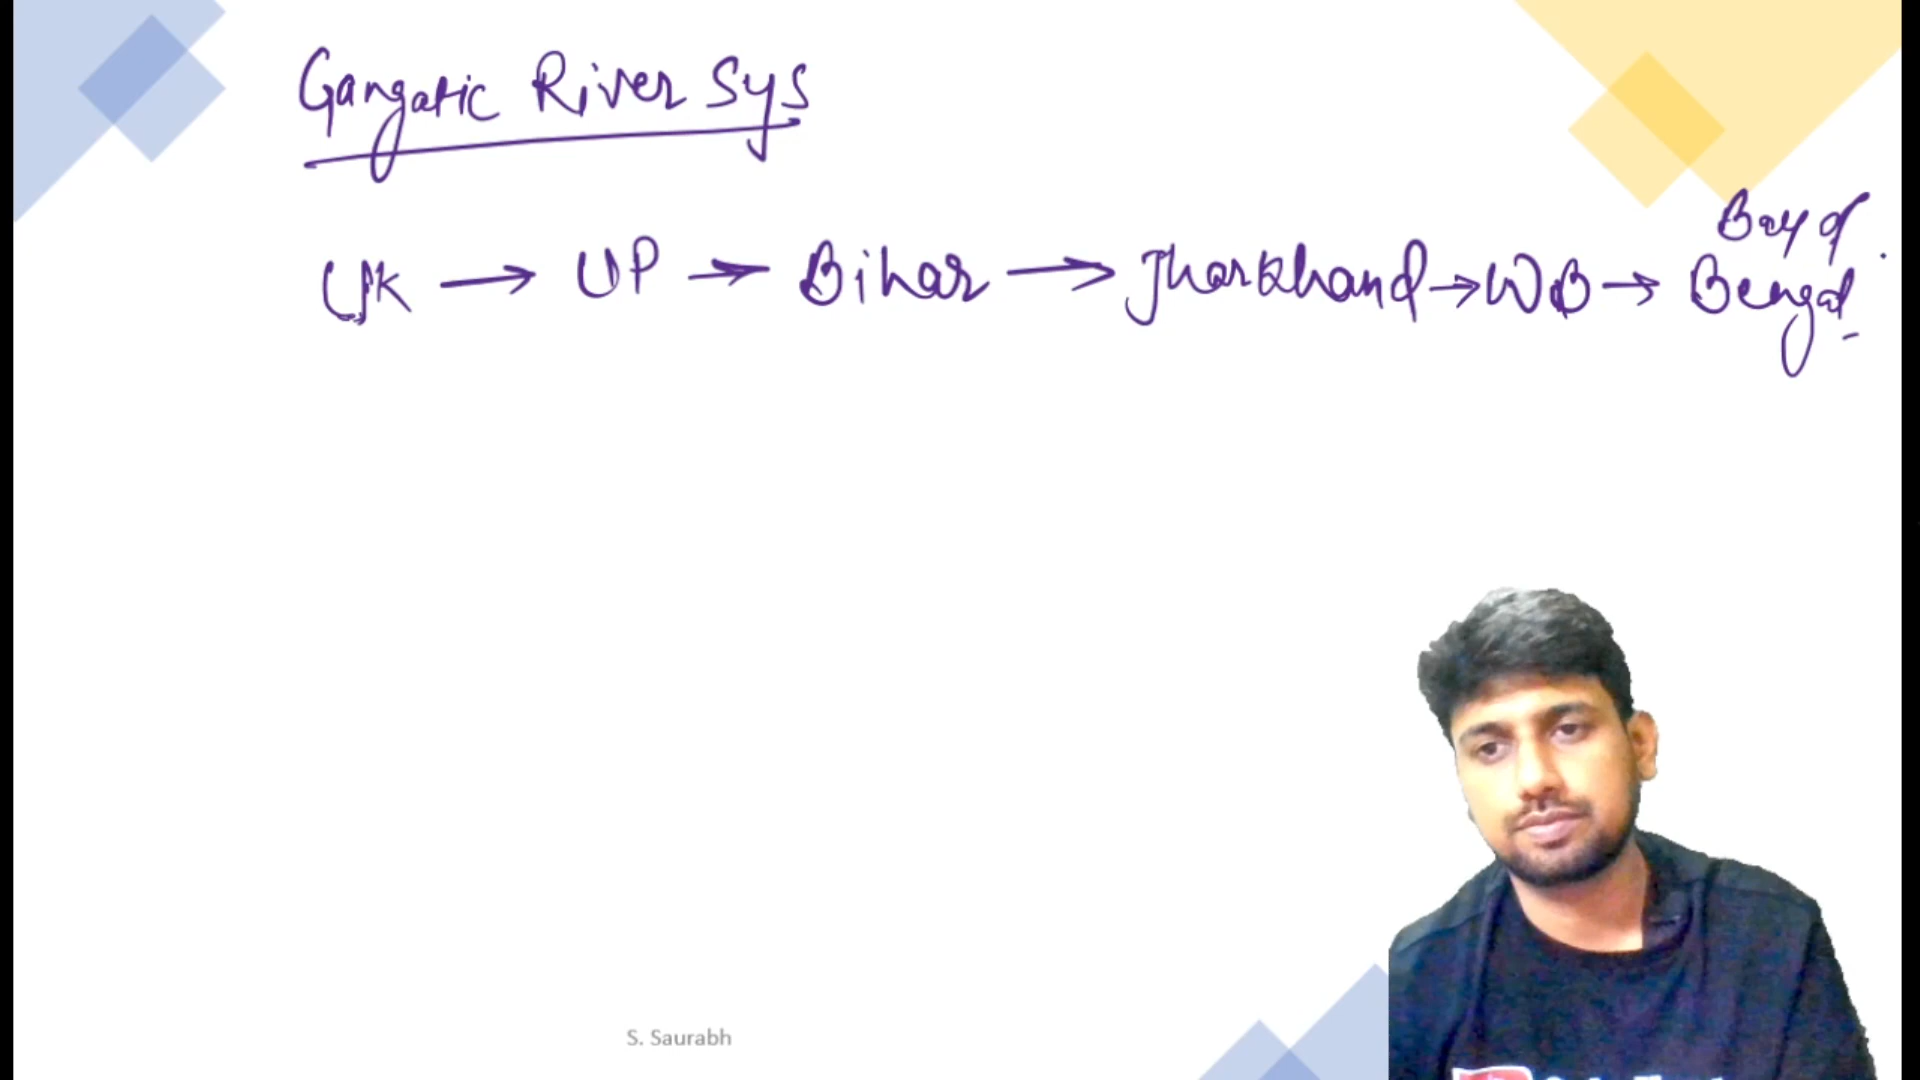 Gangatic River Sys
UK → UP → Bihar → Jharkhand → WB → Bay of Bengal
S. Saurabh